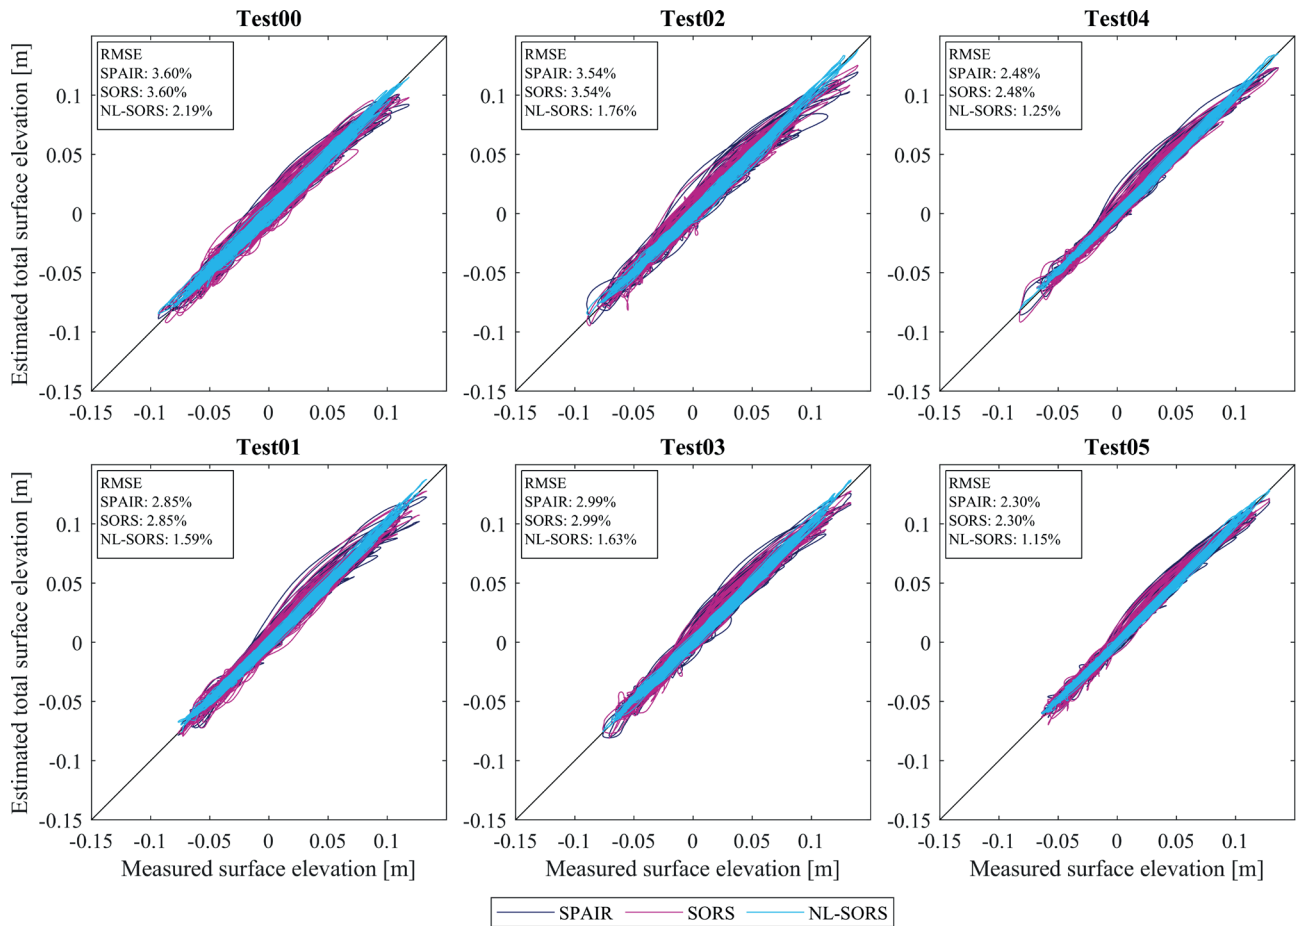 Test00
Test02
Test04
RMSE
SPAIR: 3.60%
SORS: 3.60%
NL-SORS: 2.19%
RMSE
SPAIR: 3.54%
SORS: 3.54%
NL-SORS: 1.76%
RMSE
SPAIR: 2.48%
SORS: 2.48%
NL-SORS: 1.25%
Estimated total surface elevation [m]
0.1
0.05
0
-0.05
-0.1
-0.15
0.1
0.05
0
-0.05
-0.1
-0.15
0.1
0.05
0
-0.05
-0.1
-0.15
-0.15 -0.1 -0.05 0 0.05 0.1
-0.15 -0.1 -0.05 0 0.05 0.1
-0.15 -0.1 -0.05 0 0.05 0.1
Test01
Test03
Test05
RMSE
SPAIR: 2.85%
SORS: 2.85%
NL-SORS: 1.59%
RMSE
SPAIR: 2.99%
SORS: 2.99%
NL-SORS: 1.63%
RMSE
SPAIR: 2.30%
SORS: 2.30%
NL-SORS: 1.15%
Estimated total surface elevation [m]
0.1
0.05
0
-0.05
-0.1
-0.15
0.1
0.05
0
-0.05
-0.1
-0.15
0.1
0.05
0
-0.05
-0.1
-0.15
-0.15 -0.1 -0.05 0 0.05 0.1
-0.15 -0.1 -0.05 0 0.05 0.1
-0.15 -0.1 -0.05 0 0.05 0.1
Measured surface elevation [m]
Measured surface elevation [m]
Measured surface elevation [m]
SPAIR SORS NL-SORS